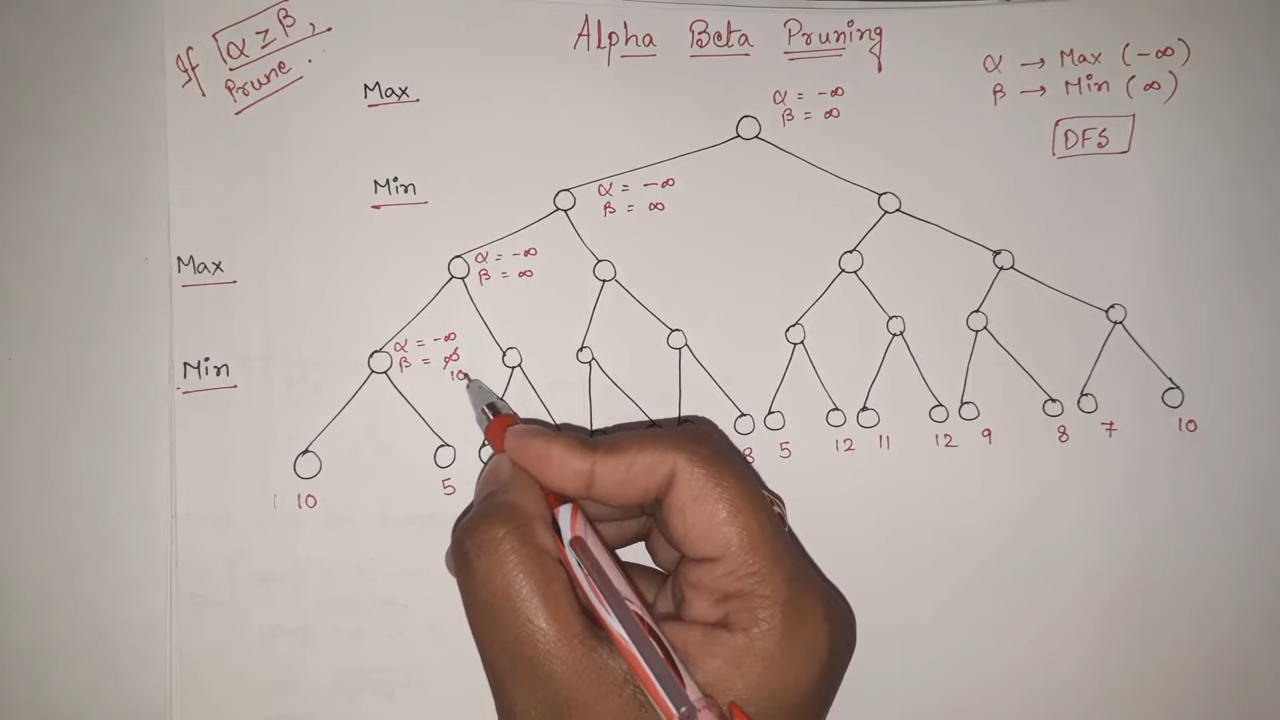 If α ≥ β,
Prune.
Alpha Beta Pruning
α → Max (-∞)
β → Min (∞)
DFS
Max
α = -∞
β = ∞
Min
α = -∞
β = ∞
Max
α = -∞
β = ∞
Min
α = -∞
β = ∞
10
10
5
8
5
12
11
12
9
8
7
10